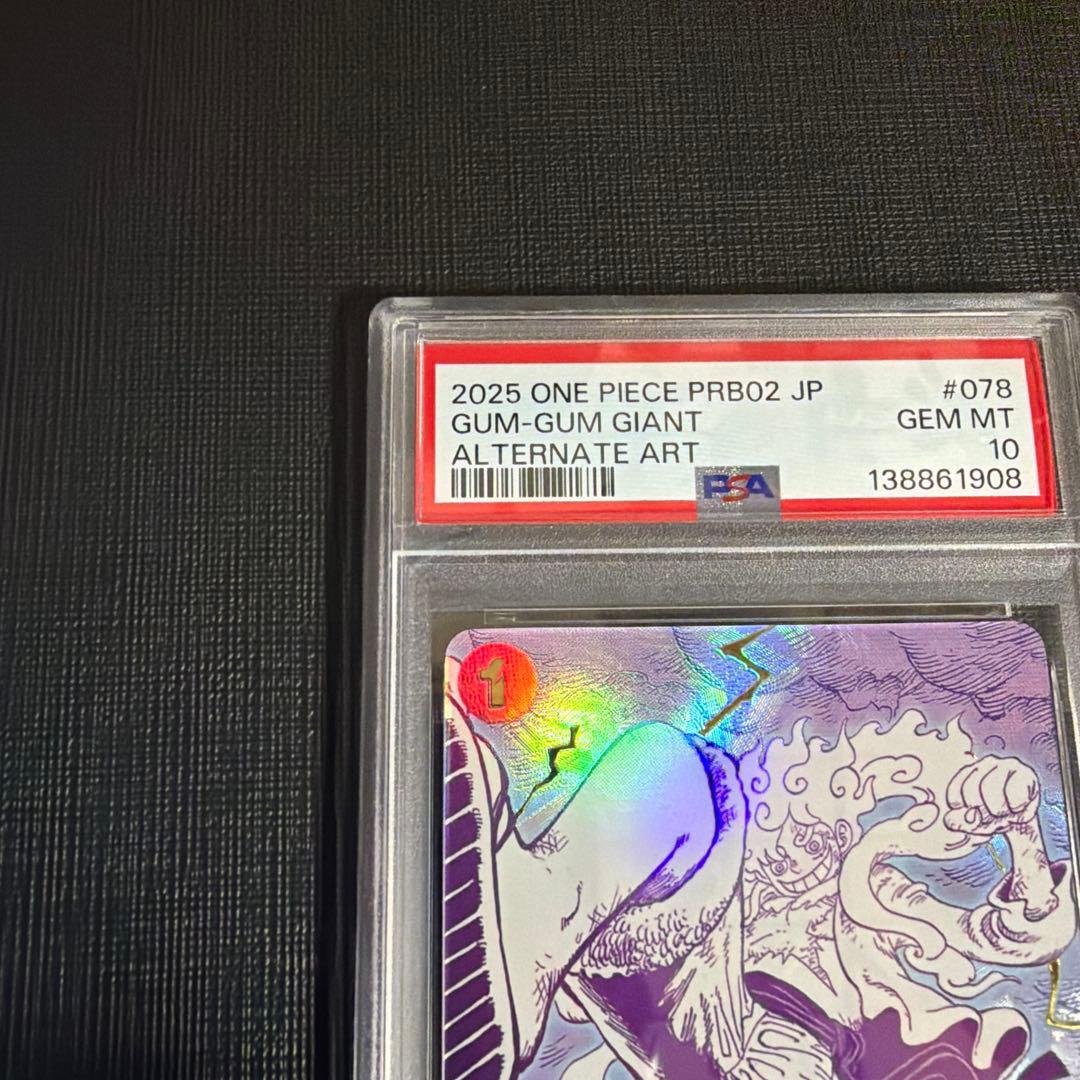 2025 ONE PIECE PRB02 JP #078
GUM-GUM GIANT GEM MT
ALTERNATE ART 10
PSA 138861908
1